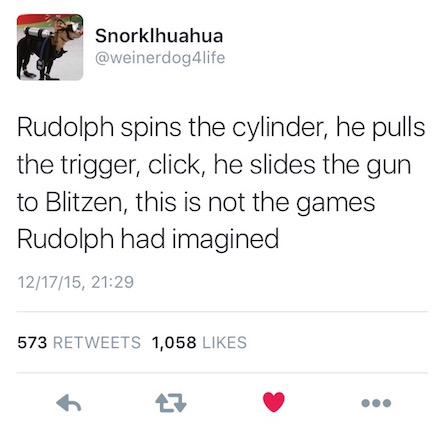 Snorklhuahua
@weinerdog4life
Rudolph spins the cylinder, he pulls
the trigger, click, he slides the gun
to Blitzen, this is not the games
Rudolph had imagined
12/17/15, 21:29
573 RETWEETS 1,058 LIKES